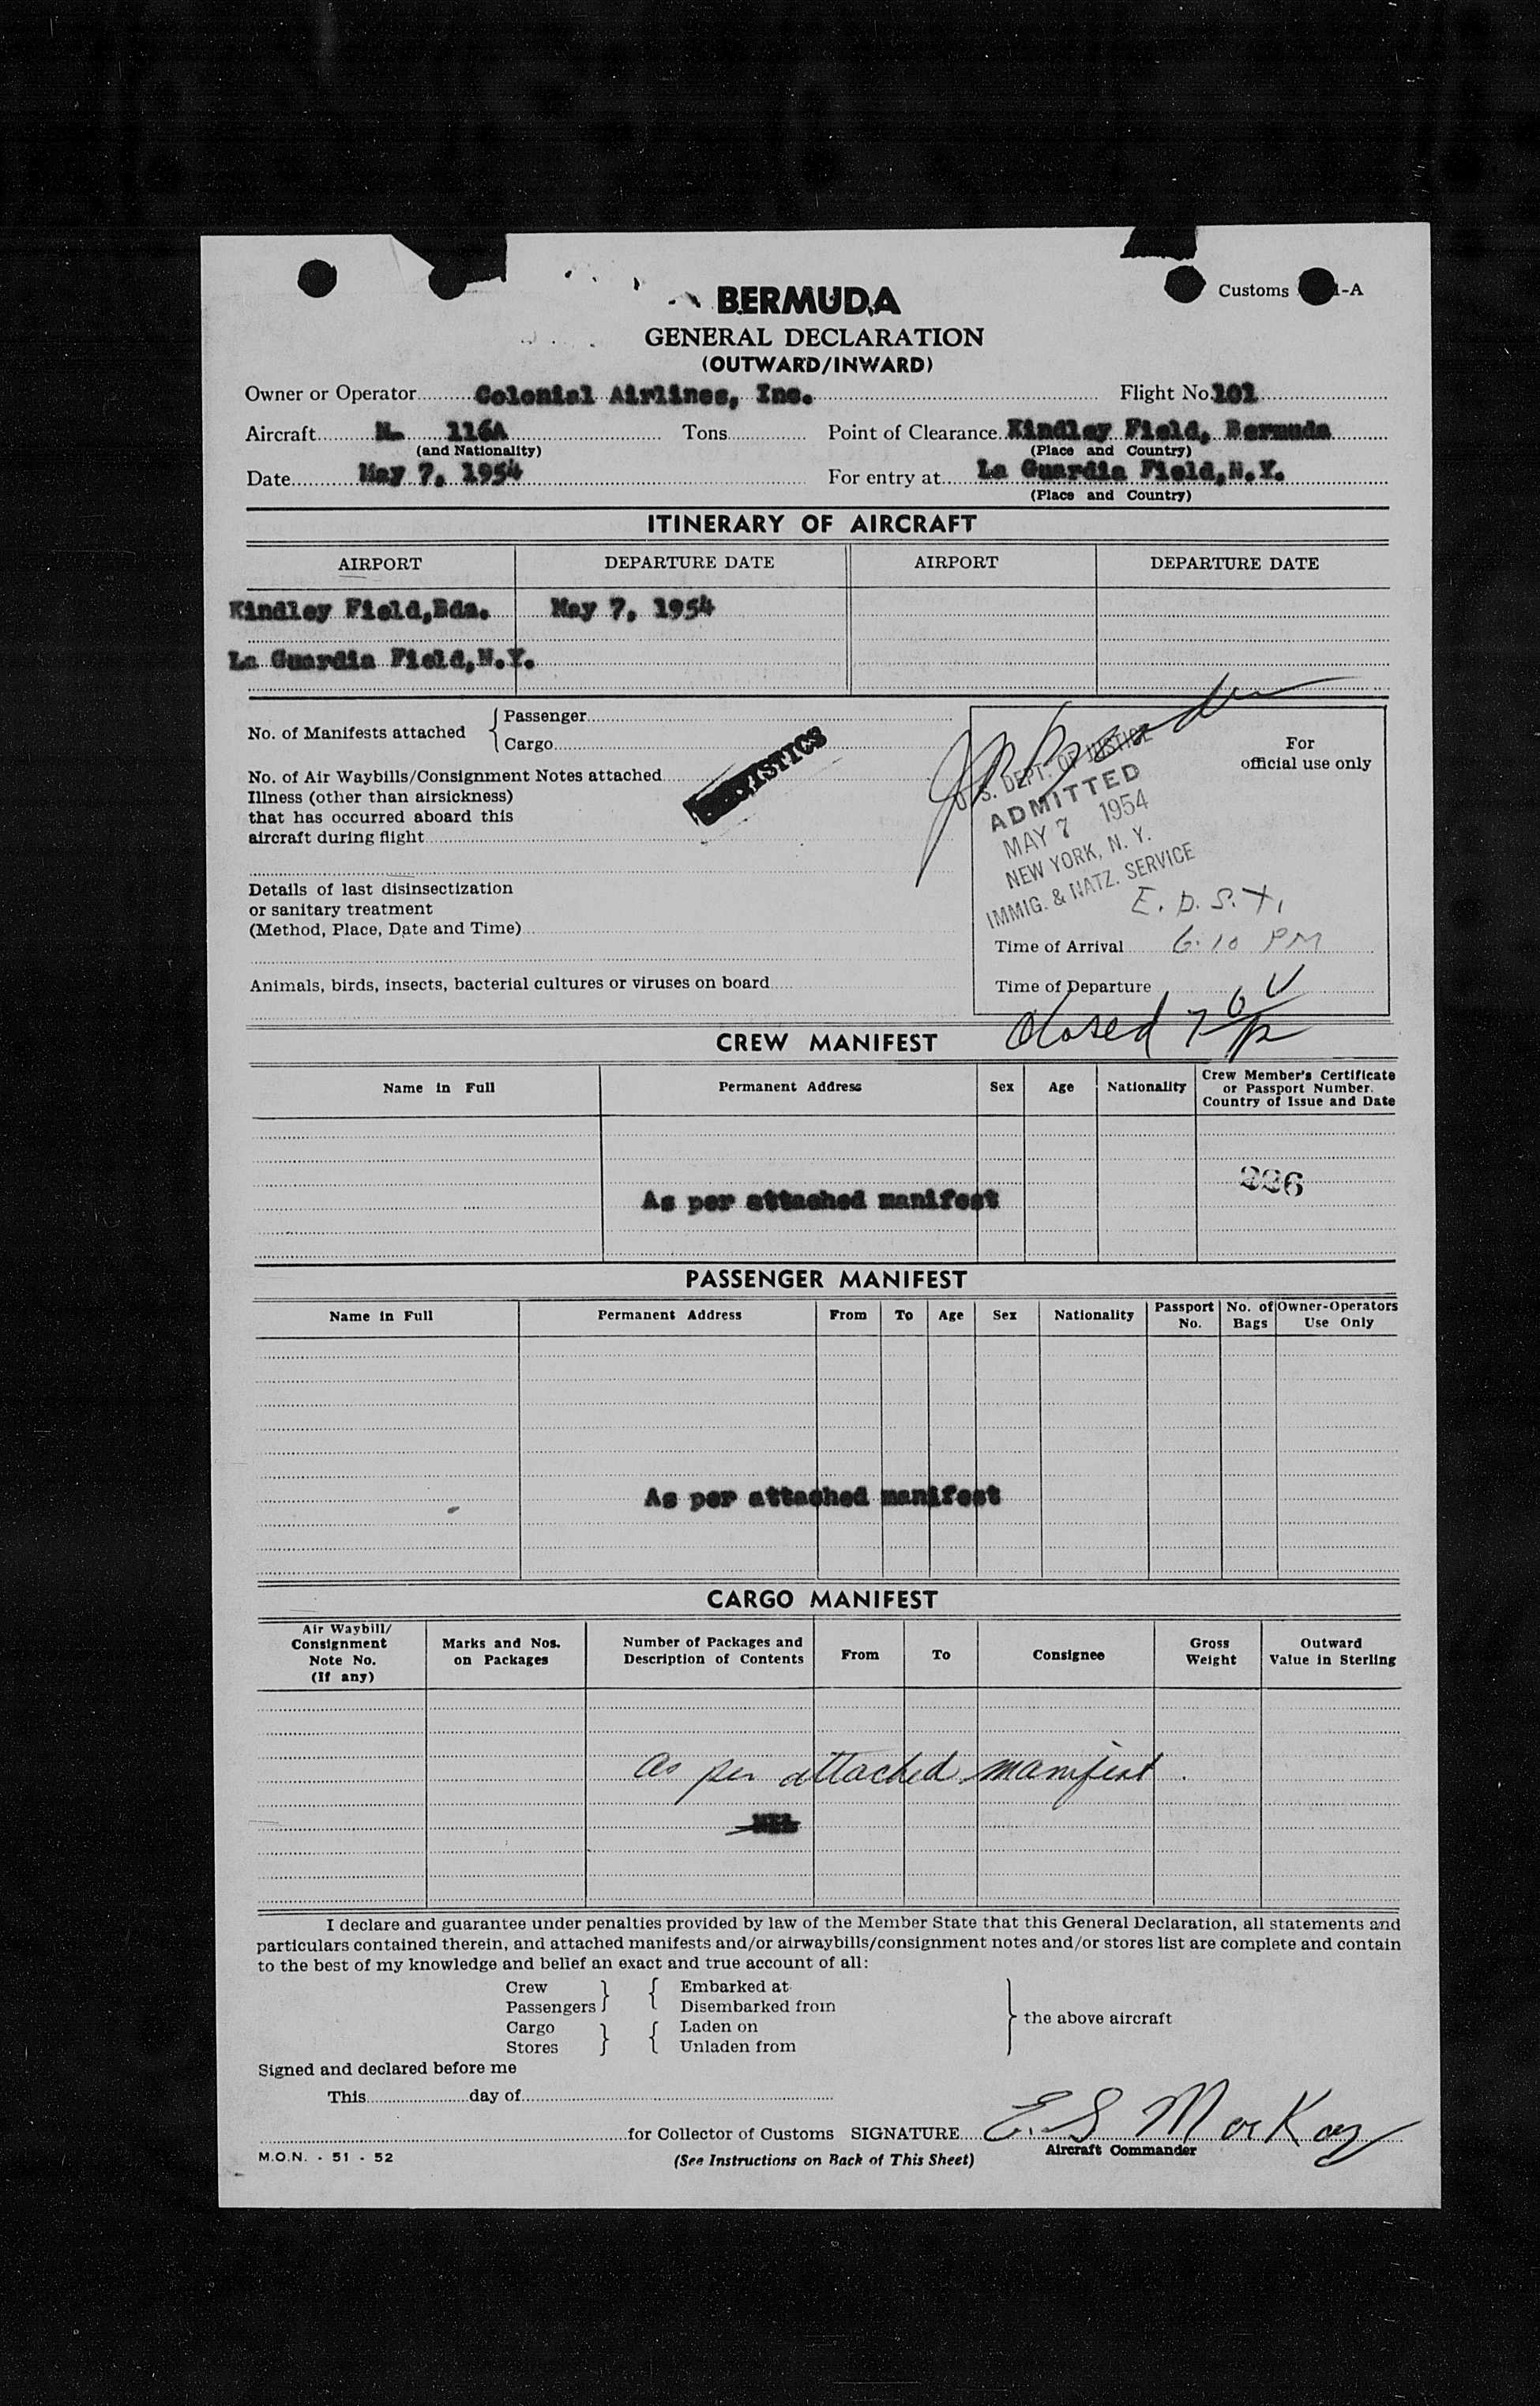 Customs 1-A
BERMUDA
GENERAL DECLARATION
(OUTWARD/INWARD)
Owner or Operator Colonial Airlines, Inc. Flight No. 101
Aircraft N. 116A Tons Point of Clearance Kindley Field, Bermuda
(and Nationality) (Place and Country)
Date May 7, 1954 For entry at La Guardia Field, N.Y.
(Place and Country)
ITINERARY OF AIRCRAFT
AIRPORT DEPARTURE DATE AIRPORT DEPARTURE DATE
Kindley Field, Bda. May 7, 1954
La Guardia Field, N.Y.
No. of Manifests attached { Passenger
Cargo
No. of Air Waybills/Consignment Notes attached
Illness (other than airsickness)
that has occurred aboard this
aircraft during flight
Details of last disinsectization
or sanitary treatment
(Method, Place, Date and Time)
Animals, birds, insects, bacterial cultures or viruses on board
For
official use only
U.S. DEPT. OF JUSTICE
ADMITTED
MAY 7 1954
NEW YORK, N. Y.
IMMIG. & NATZ. SERVICE
E. D. S. T.
Time of Arrival 6:10 PM
Time of Departure
Closed
CREW MANIFEST
Name in Full Permanent Address Sex Age Nationality Crew Member's Certificate
or Passport Number.
Country of Issue and Date
226
As per attached manifest
PASSENGER MANIFEST
Name in Full Permanent Address From To Age Sex Nationality Passport No. No. of Bags Owner-Operators Use Only
As per attached manifest
CARGO MANIFEST
Air Waybill/
Consignment
Note No.
(If any)
Marks and Nos.
on Packages
Number of Packages and
Description of Contents
From To Consignee
Gross
Weight
Outward
Value in Sterling
as per attached manifest.
NIL
I declare and guarantee under penalties provided by law of the Member State that this General Declaration, all statements and
particulars contained therein, and attached manifests and/or airwaybills/consignment notes and/or stores list are complete and contain
to the best of my knowledge and belief an exact and true account of all:
Crew } { Embarked at
Passengers Disembarked from
Cargo } { Laden on
Stores Unladen from
} the above aircraft
Signed and declared before me
This day of
for Collector of Customs SIGNATURE E. S. MacKay
Aircraft Commander
M.O.N. - 51 - 52 (See Instructions on Back of This Sheet)